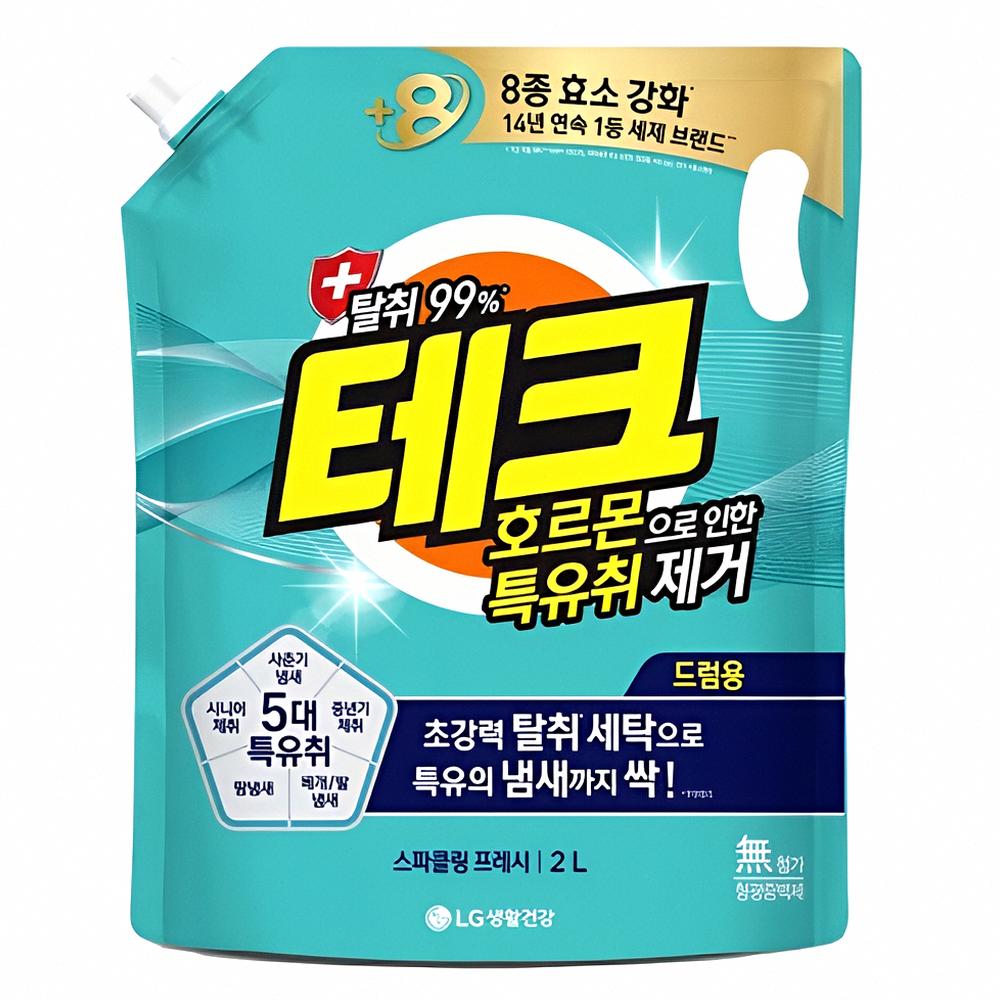 +8
8종 효소 강화*
14년 연속 1등 세제 브랜드**
탈취 99%*
테크
호르몬으로 인한
특유취 제거
사춘기
냄새
시니어
체취
5대
특유취
중년기
체취
땀냄새
베개/발
냄새
드럼용
초강력 탈취* 세탁으로
특유의 냄새까지 싹!
스파클링 프레시 | 2 L
無 첨가
LG생활건강